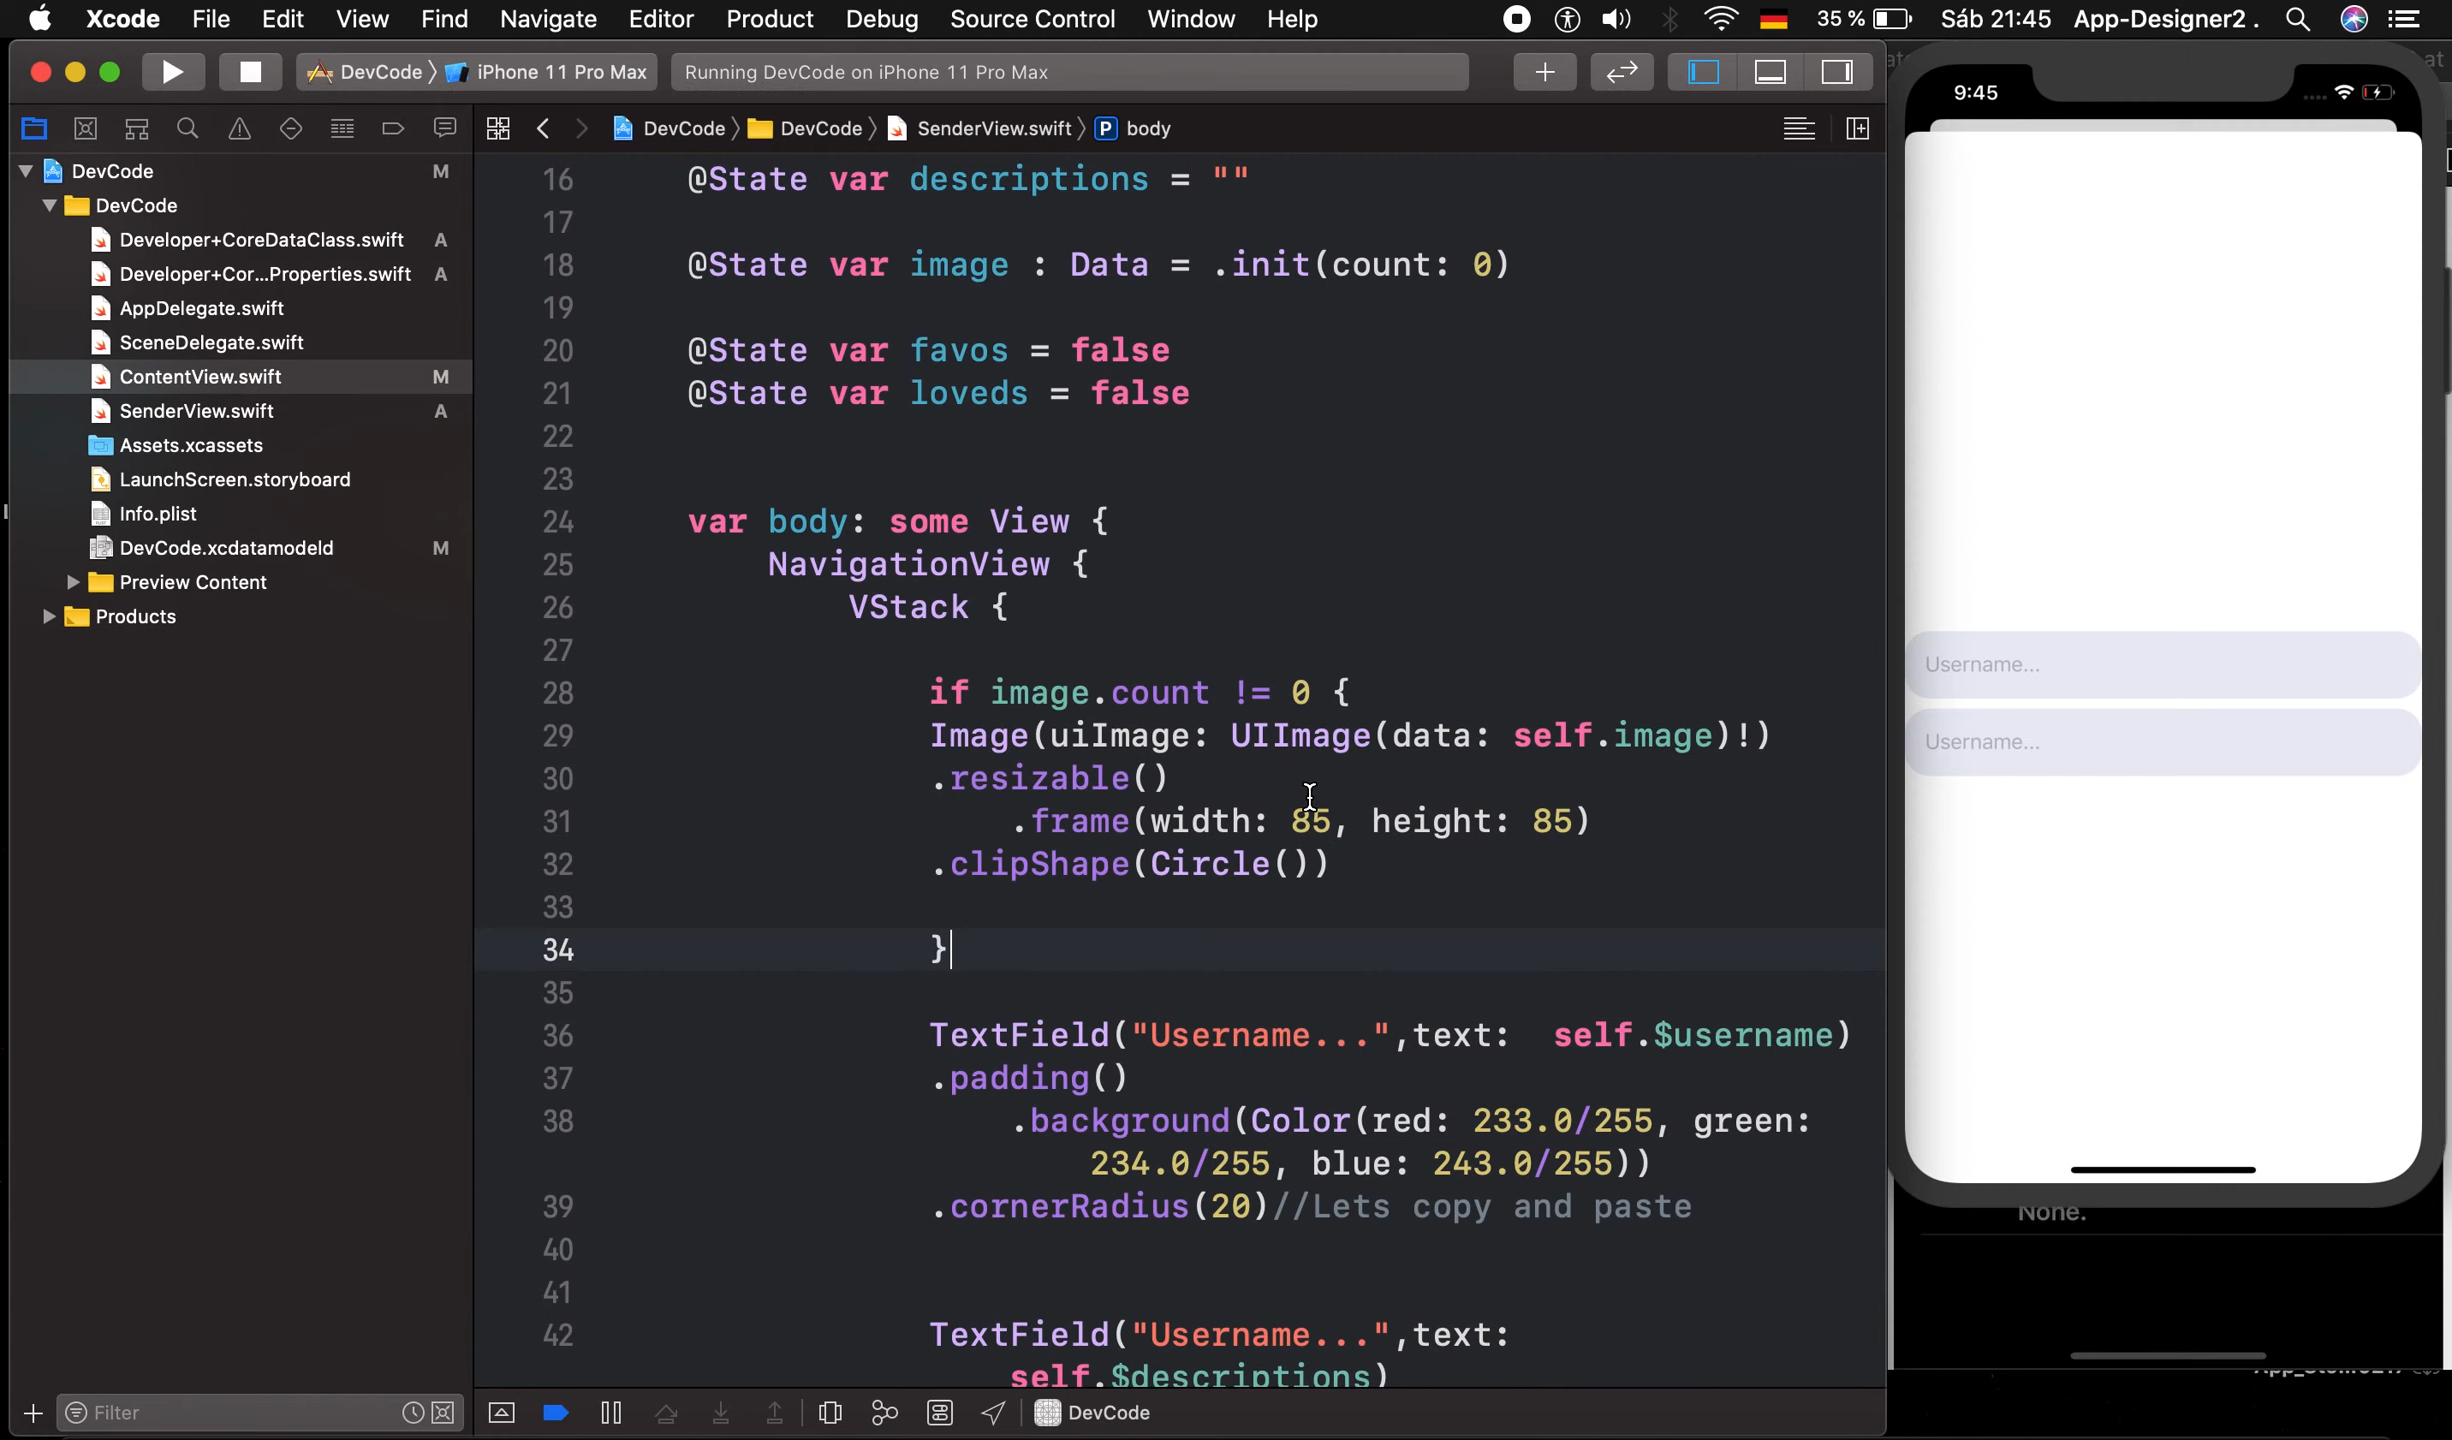 Xcode File Edit View Find Navigate Editor Product Debug Source Control Window Help 35 % Sáb 21:45 App-Designer2 .
DevCode iPhone 11 Pro Max Running DevCode on iPhone 11 Pro Max
DevCode DevCode SenderView.swift P body
DevCode M
DevCode
Developer+CoreDataClass.swift A
Developer+Cor...Properties.swift A
AppDelegate.swift
SceneDelegate.swift
ContentView.swift M
SenderView.swift A
Assets.xcassets
LaunchScreen.storyboard
Info.plist
DevCode.xcdatamodeld M
Preview Content
Products
Filter
16 @State var descriptions = ""
17
18 @State var image : Data = .init(count: 0)
19
20 @State var favos = false
21 @State var loveds = false
22
23
24 var body: some View {
25 NavigationView {
26 VStack {
27
28 if image.count != 0 {
29 Image(uiImage: UIImage(data: self.image)!)
30 .resizable()
31 .frame(width: 85, height: 85)
32 .clipShape(Circle())
33
34 }
35
36 TextField("Username...",text: self.$username)
37 .padding()
38 .background(Color(red: 233.0/255, green:
234.0/255, blue: 243.0/255))
39 .cornerRadius(20)//Lets copy and paste
40
41
42 TextField("Username...",text:
self.$descriptions)
DevCode
9:45
Username...
Username...
None.